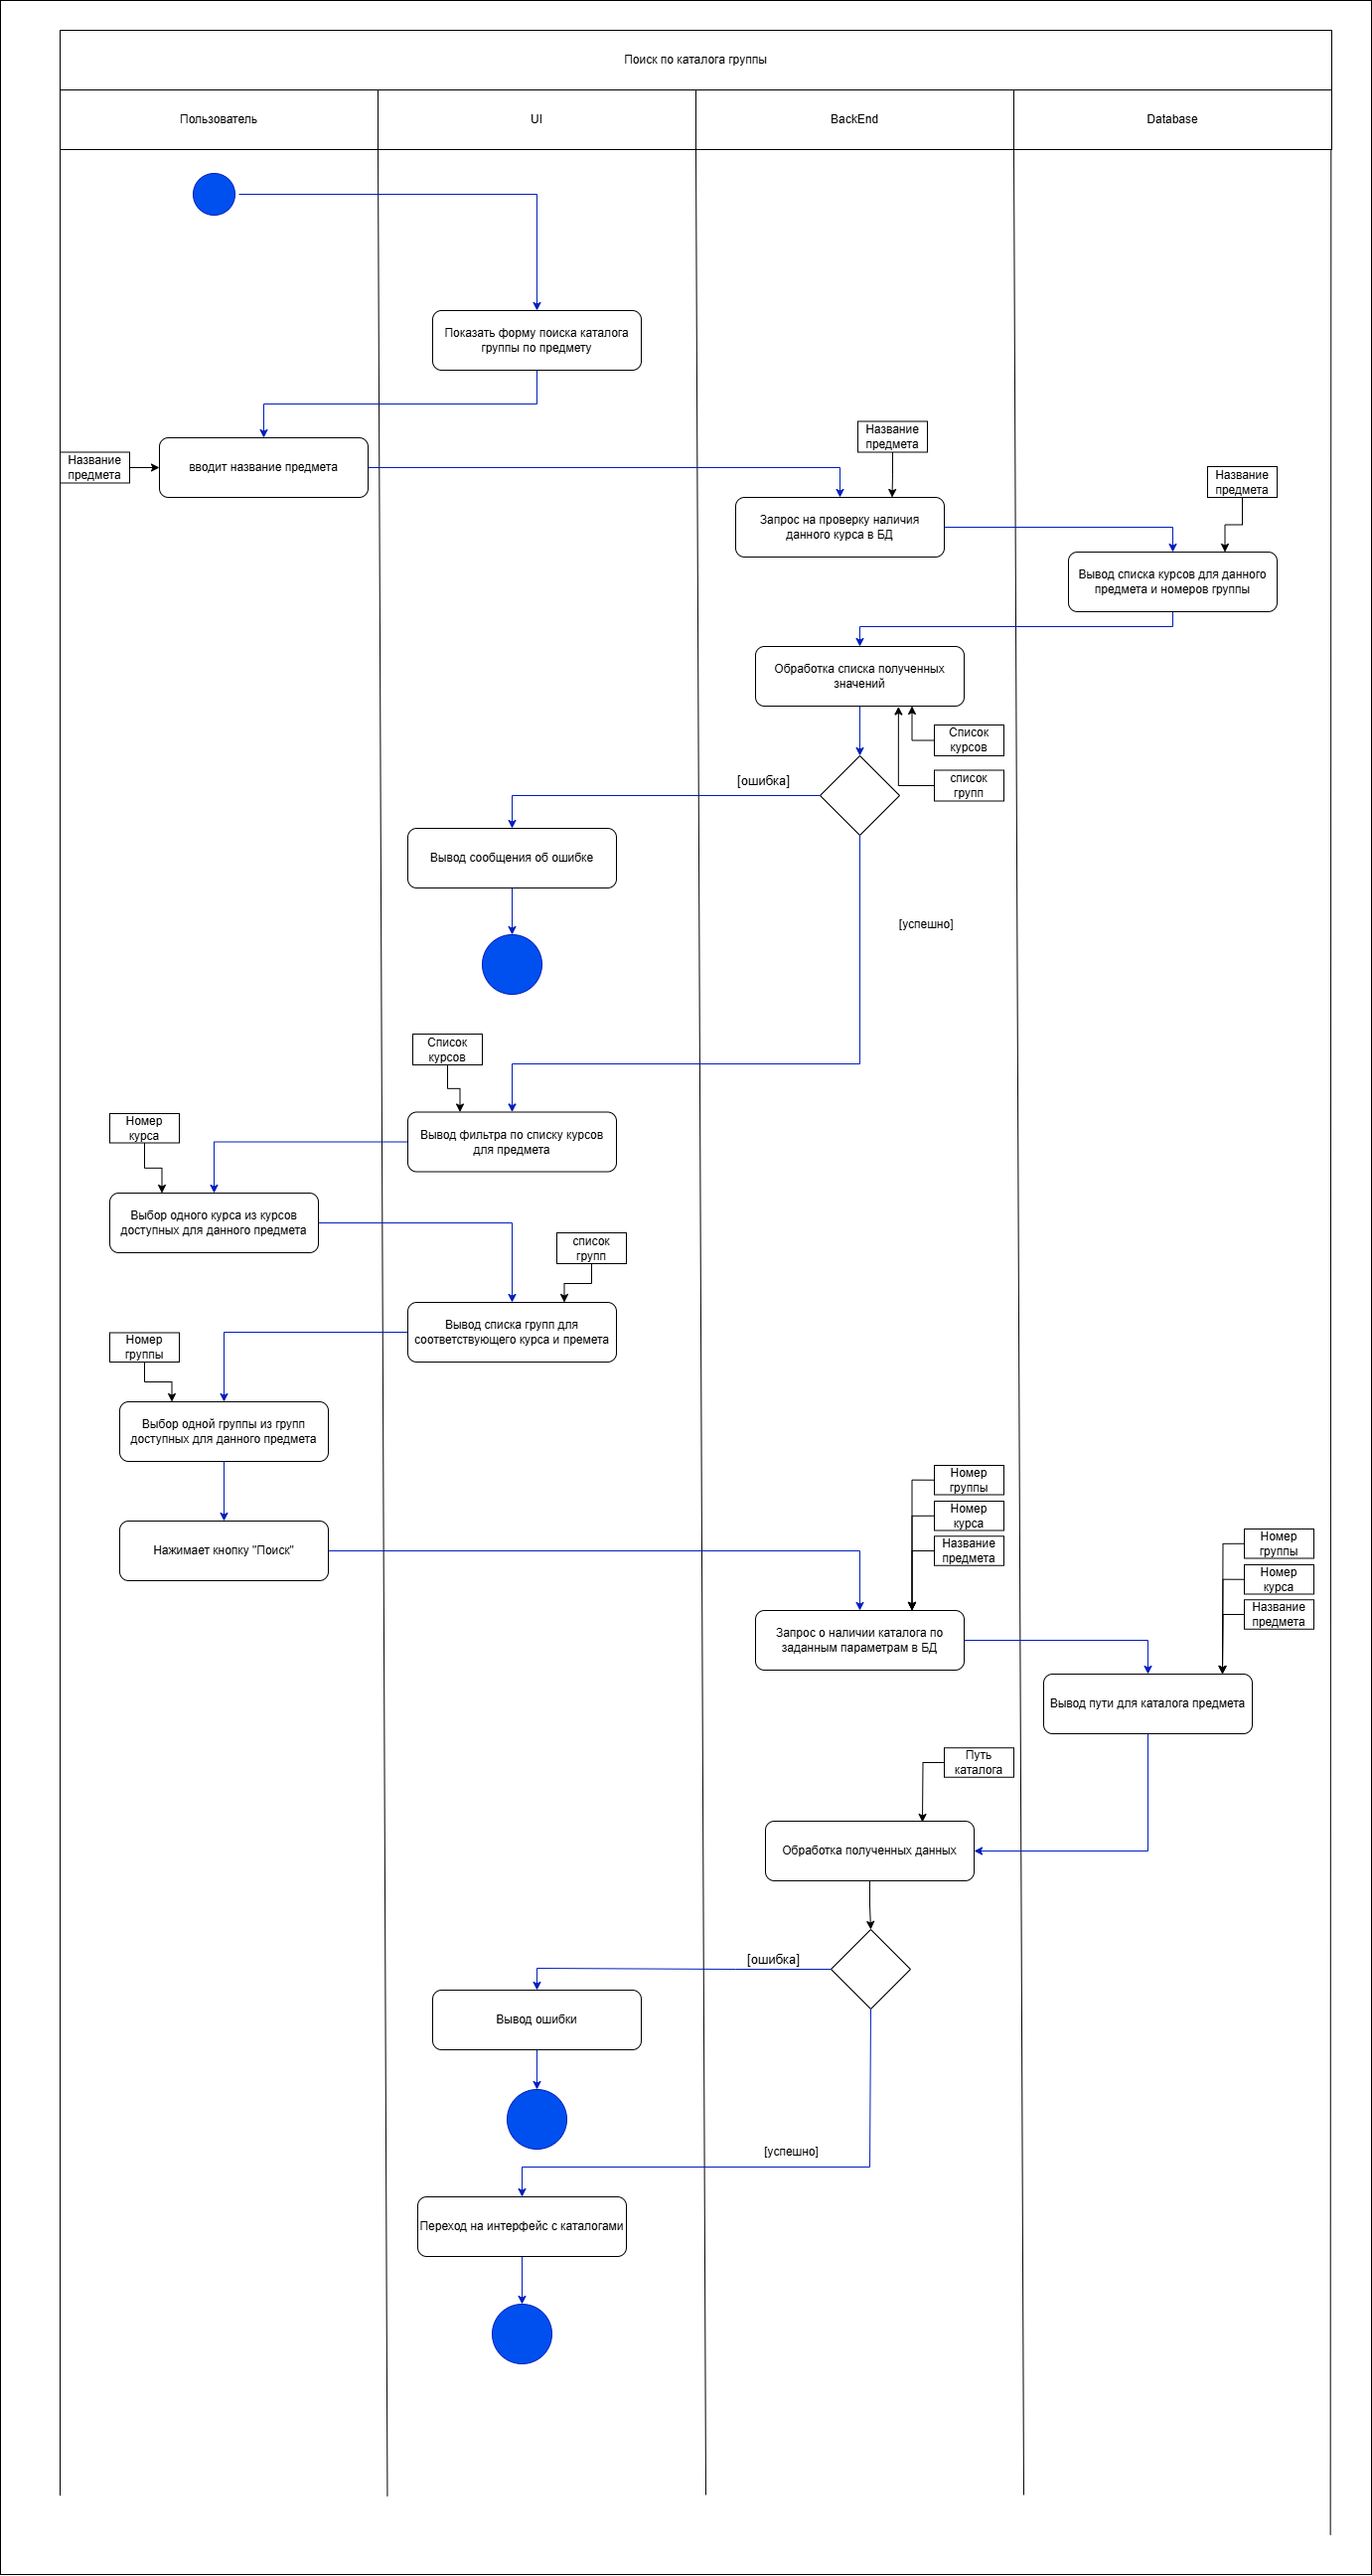 Поиск по каталога группы
Пользователь
UI
BackEnd
Database
Показать форму поиска каталога
группы по предмету
Название
предмета
вводит название предмета
Название
предмета
Название
предмета
Запрос на проверку наличия
данного курса в БД
Вывод списка курсов для данного
предмета и номеров группы
Обработка списка полученных
значений
Список
курсов
список
групп
[ошибка]
Вывод сообщения об ошибке
[успешно]
Список
курсов
Вывод фильтра по списку курсов
для предмета
Номер
курса
Выбор одного курса из курсов
доступных для данного предмета
список
групп
Вывод списка групп для
соответствующего курса и премета
Номер
группы
Выбор одной группы из групп
доступных для данного предмета
Нажимает кнопку "Поиск"
Номер
группы
Номер
курса
Название
предмета
Номер
группы
Номер
курса
Название
предмета
Запрос о наличии каталога по
заданным параметрам в БД
Вывод пути для каталога предмета
Путь
каталога
Обработка полученных данных
[ошибка]
Вывод ошибки
[успешно]
Переход на интерфейс с каталогами